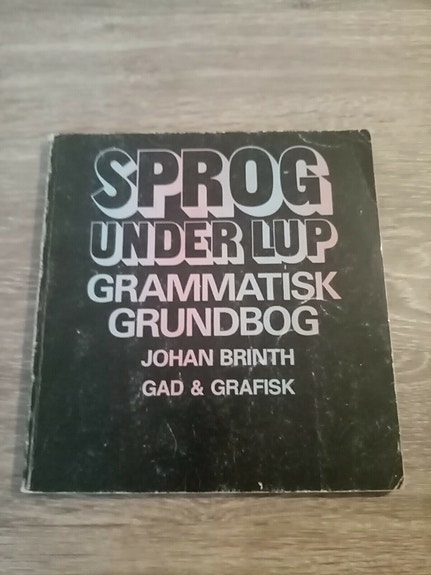 SPROG
UNDER LUP
GRAMMATISK
GRUNDBOG
JOHAN BRINTH
GAD & GRAFISK